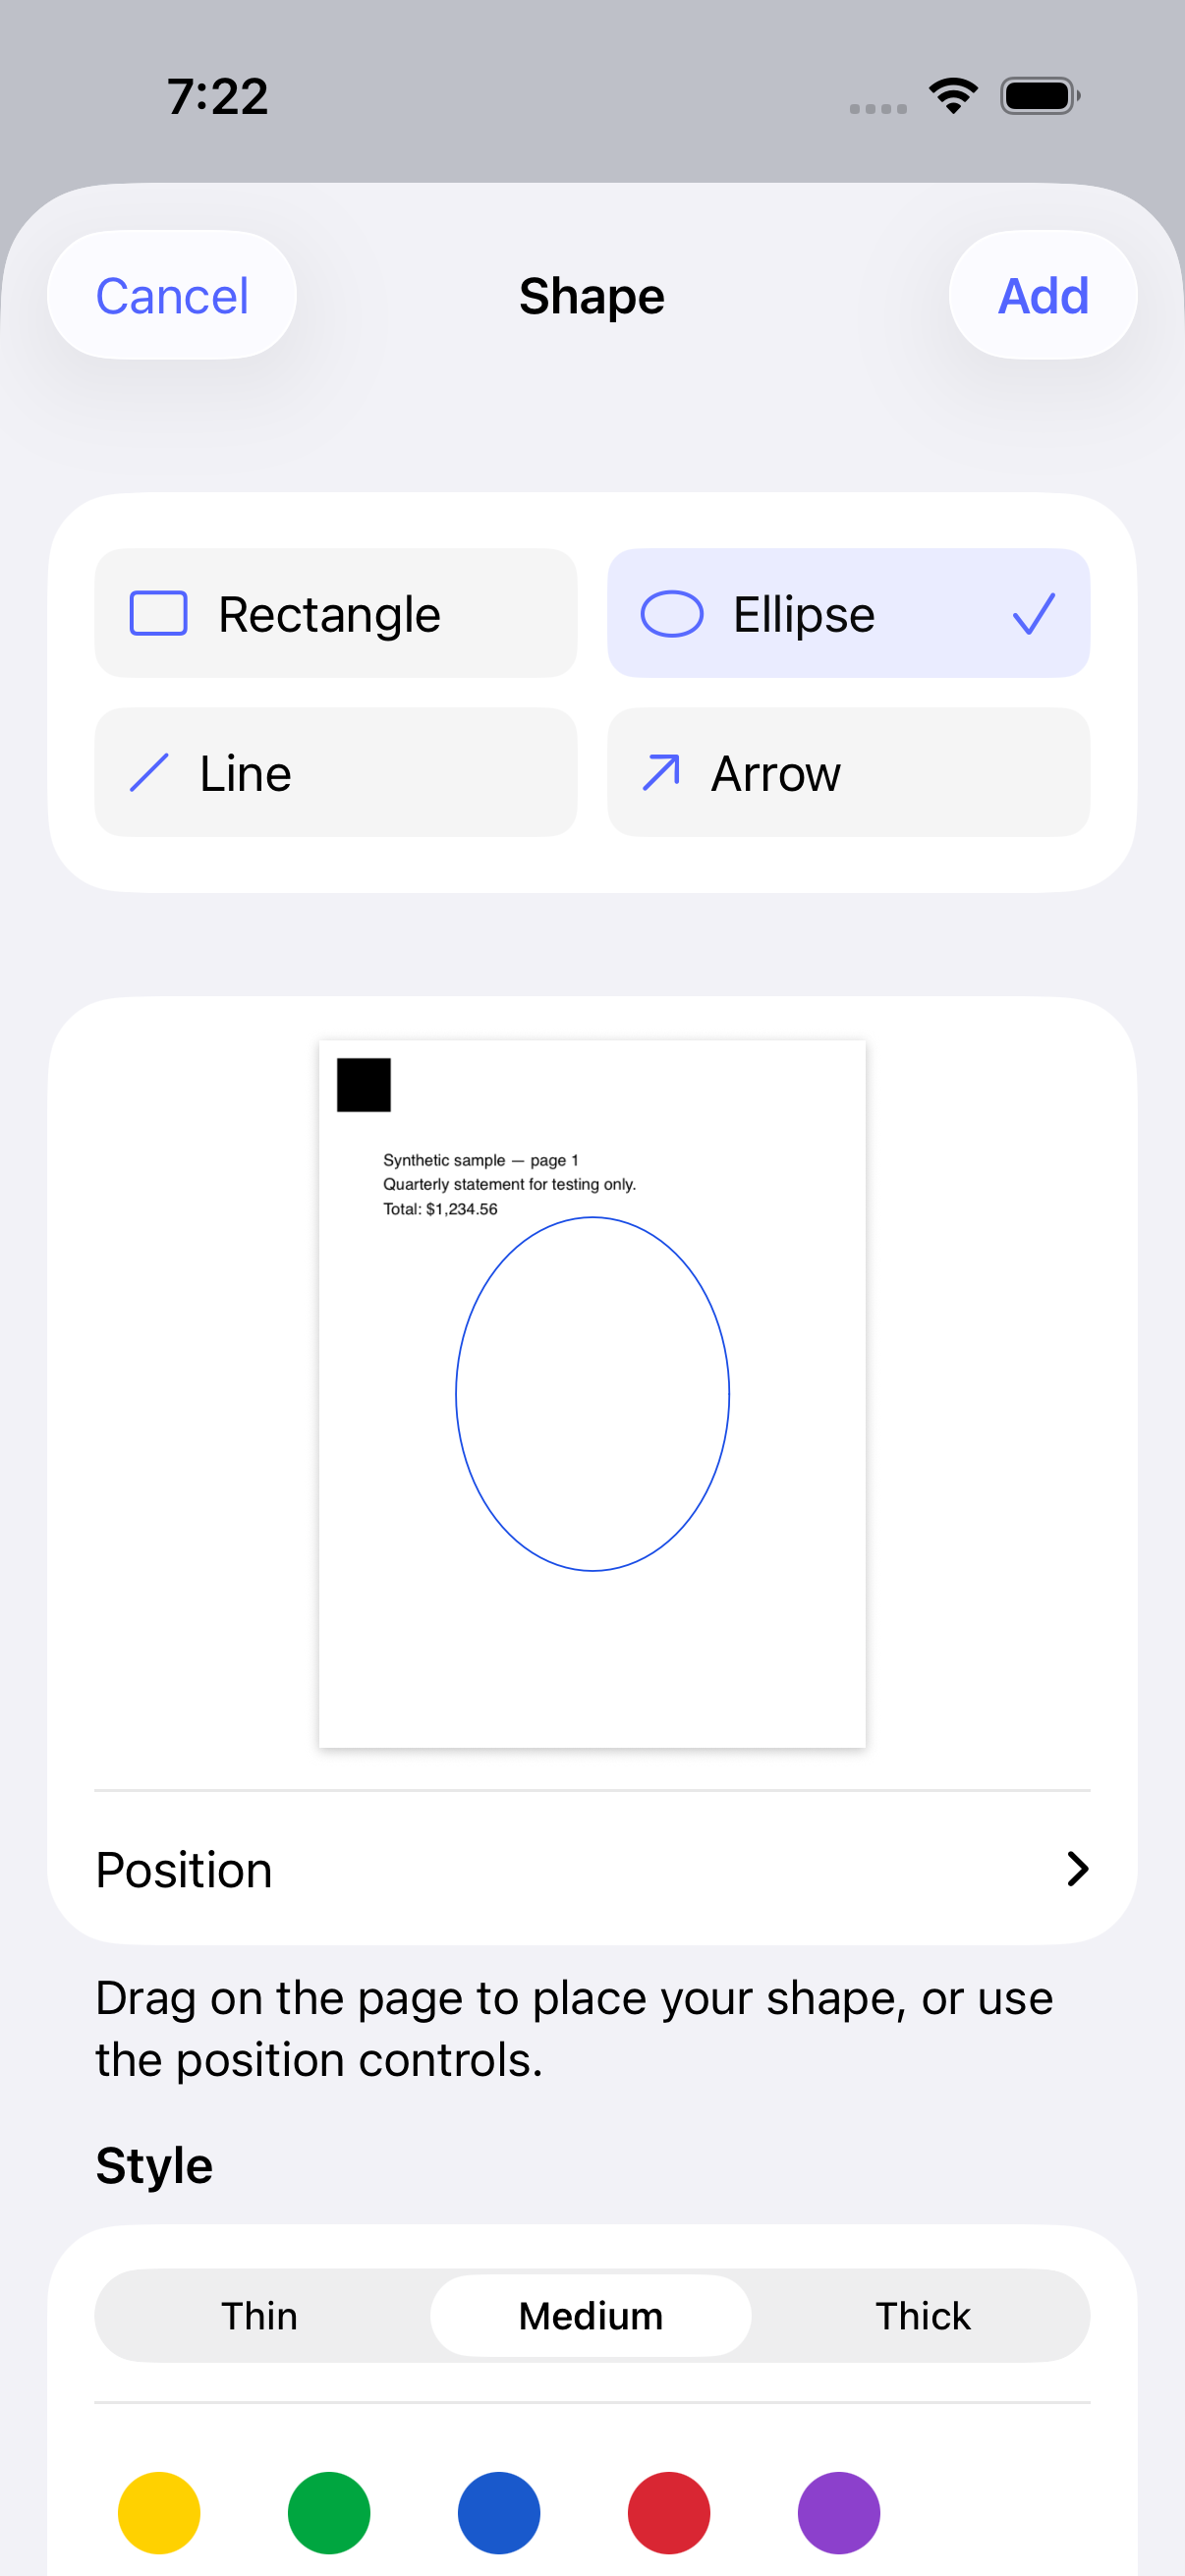 7:22
Cancel
Shape
Add
Rectangle
Ellipse
Line
Arrow
Synthetic sample — page 1
Quarterly statement for testing only.
Total: $1,234.56
Position
Drag on the page to place your shape, or use
the position controls.
Style
Thin
Medium
Thick